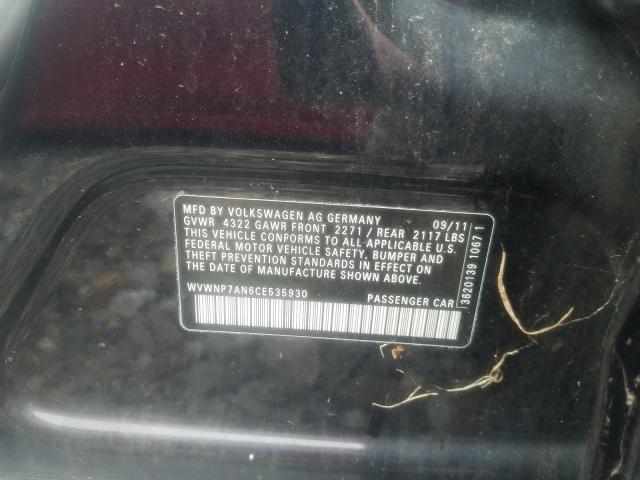 MFD BY VOLKSWAGEN AG GERMANY 09/11
GVWR 4322 GAWR FRONT 2271 / REAR 2117 LBS
THIS VEHICLE CONFORMS TO ALL APPLICABLE U.S.
FEDERAL MOTOR VEHICLE SAFETY, BUMPER AND
THEFT PREVENTION STANDARDS IN EFFECT ON
THE DATE OF MANUFACTURE SHOWN ABOVE.
WVWNP7AN6CE535930 PASSENGER CAR
3620139 1067 1